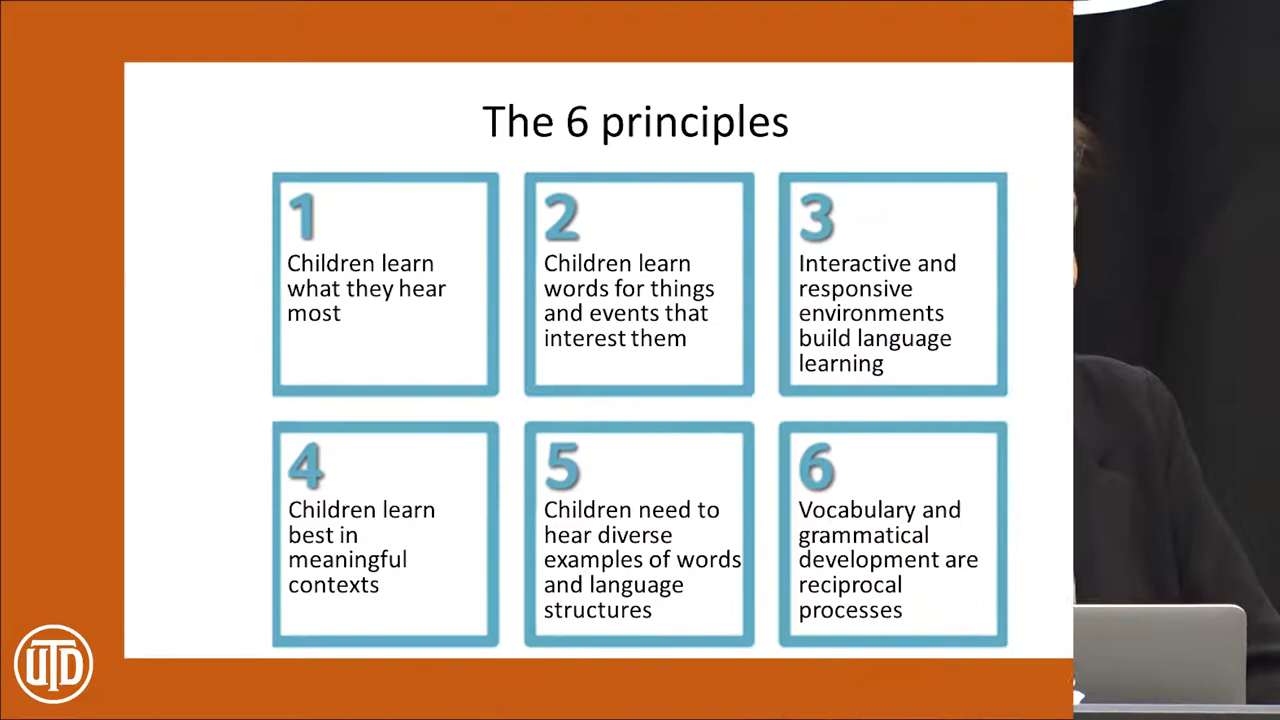 The 6 principles
1
Children learn
what they hear
most
2
Children learn
words for things
and events that
interest them
3
Interactive and
responsive
environments
build language
learning
4
Children learn
best in
meaningful
contexts
5
Children need to
hear diverse
examples of words
and language
structures
6
Vocabulary and
grammatical
development are
reciprocal
processes
UTD